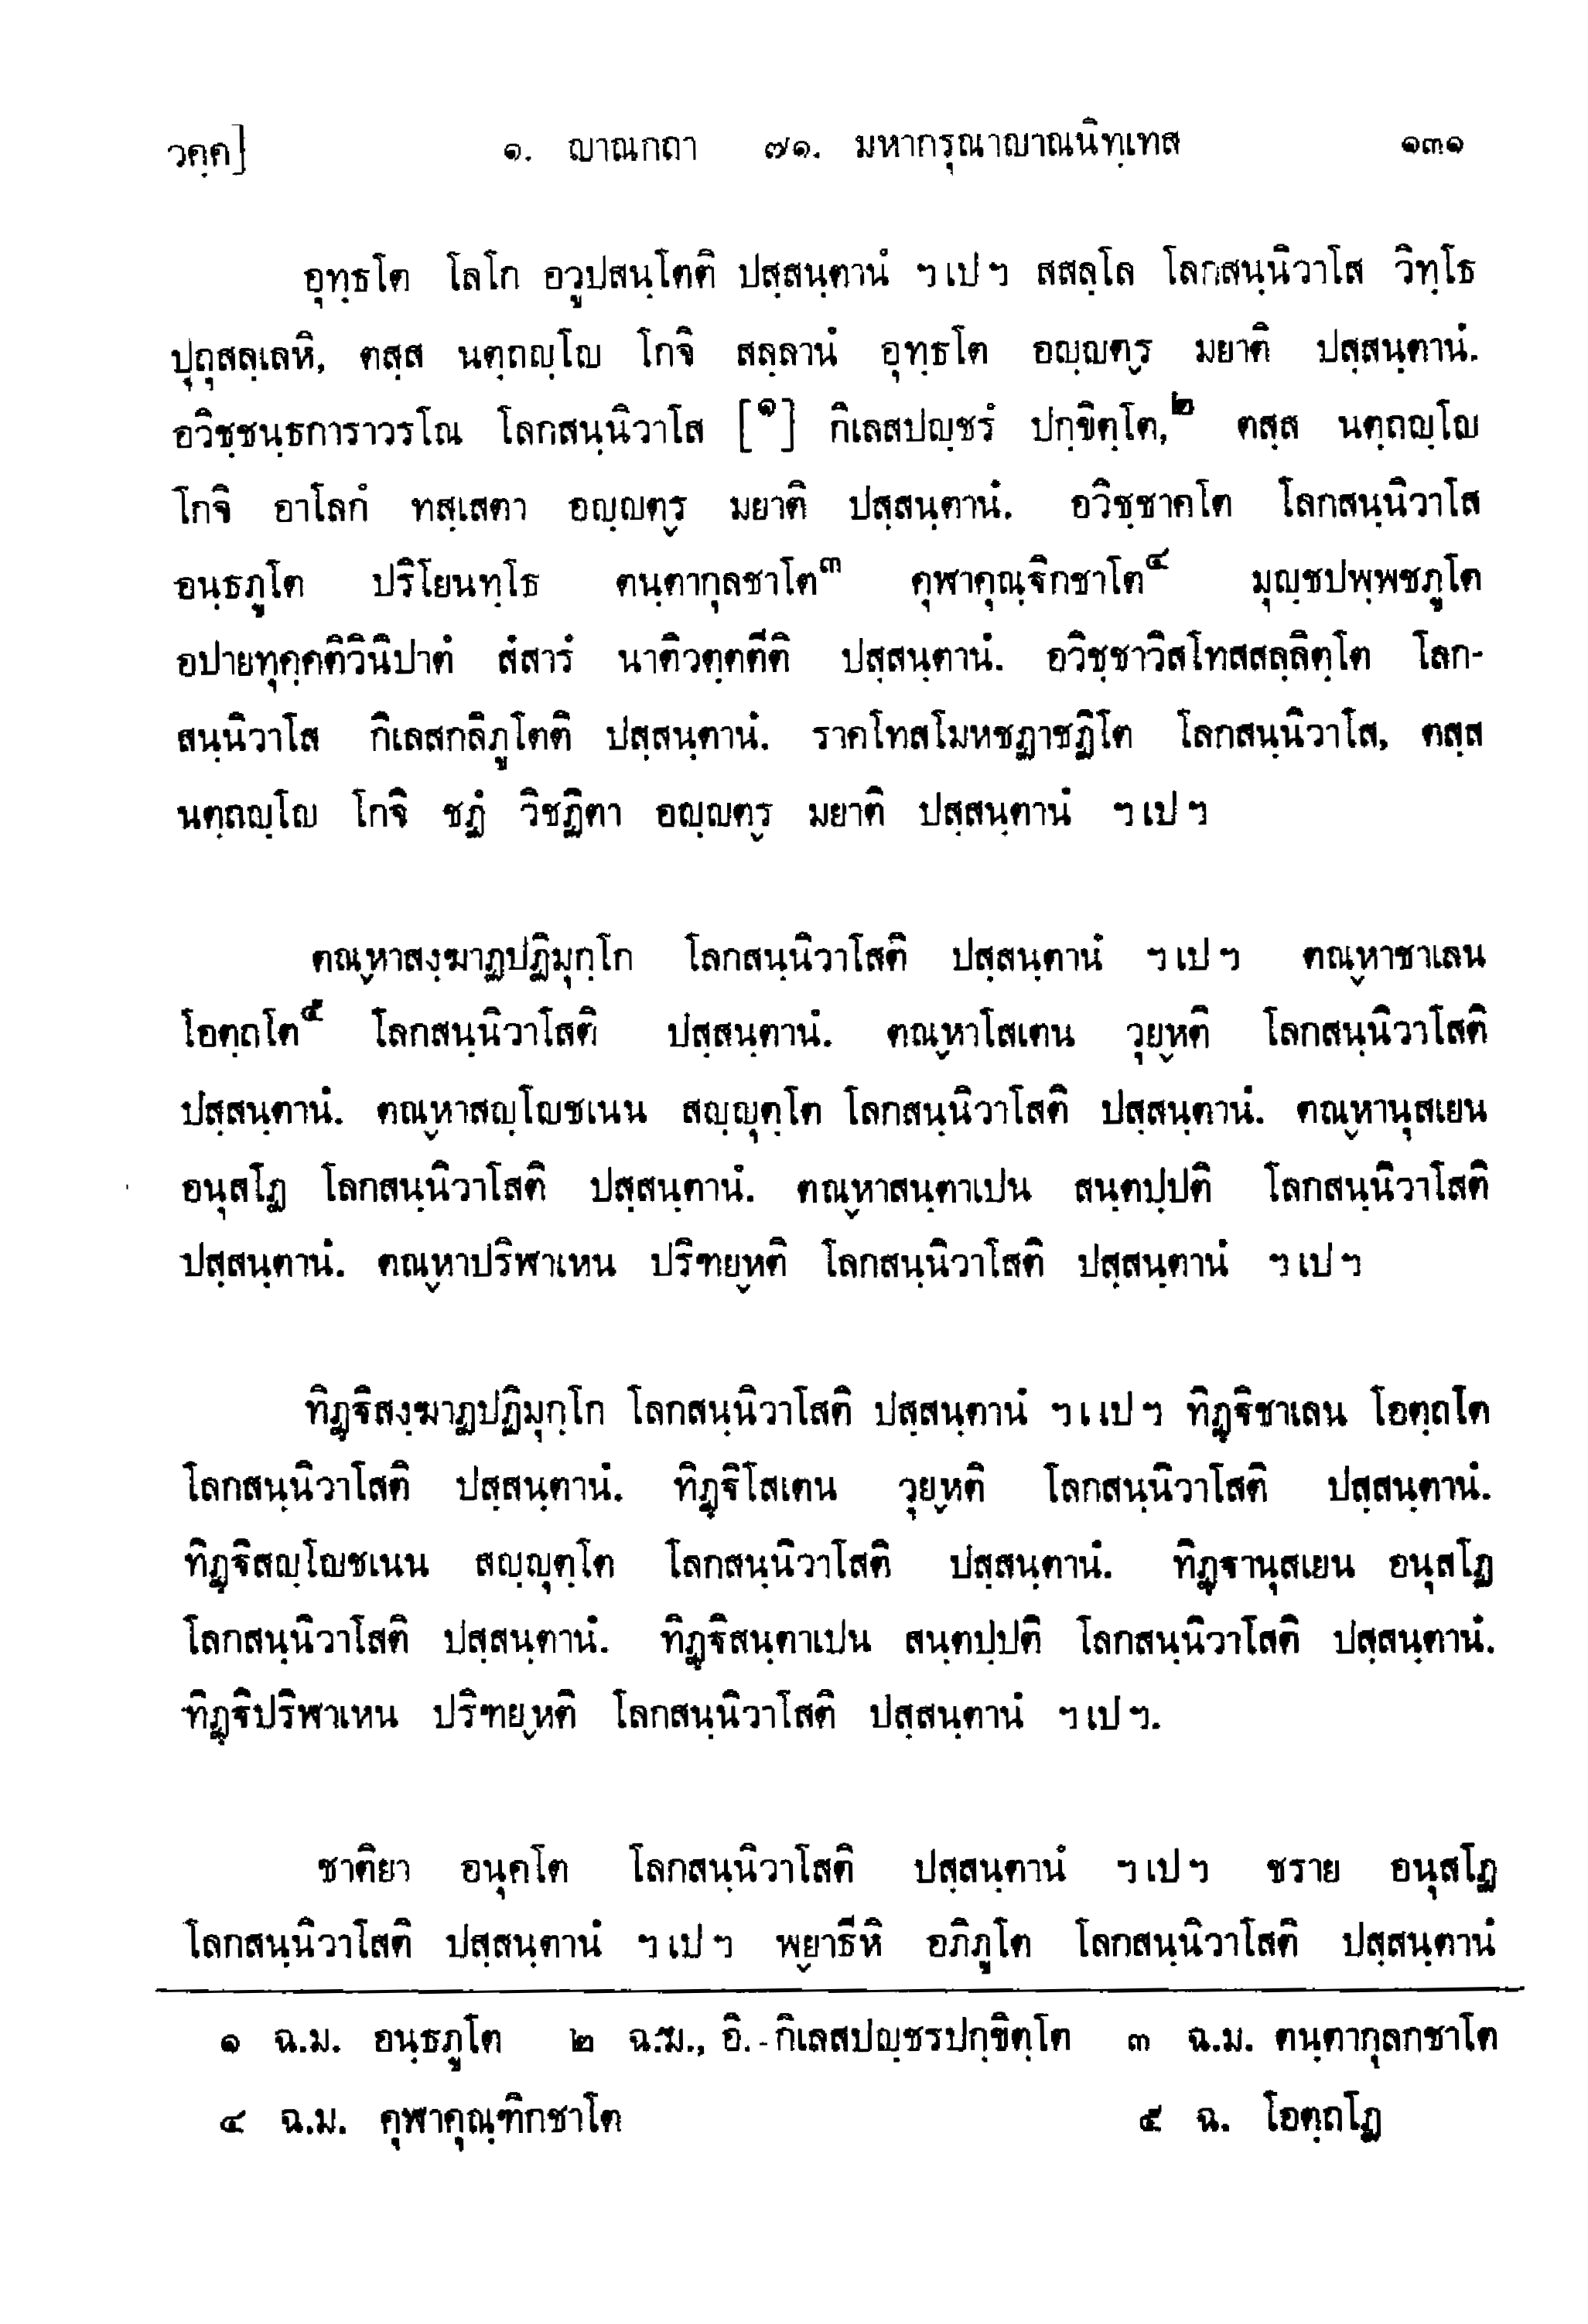 วคฺค]	๑. ญาณกถา ๗๑. มหากรุณาญาณนิทฺเทส	๑๓๑
อุทฺธโต โลโก อวูปสนฺโตติ ปสฺสนฺตานํ ฯ เป ฯ สสลฺโล โลกสนฺนิวาโส วิทฺโธ
ปุถุสลฺเลหิ, ตสฺส นตฺถญฺโญ โกจิ สลฺลานํ อุทฺธโต อญฺญตฺร มยาติ ปสฺสนฺตานํ.
อวิชฺชนฺธการาวรโณ โลกสนฺนิวาโส [๑] กิเลสปญฺชรํ ปกฺขิตฺโต,๒ ตสฺส นตฺถญฺโญ
โกจิ อาโลกํ ทสฺเสตา อญฺญตฺร มยาติ ปสฺสนฺตานํ. อวิชฺชาคโต โลกสนฺนิวาโส
อนฺธภูโต ปริโยนทฺโธ ตนฺตากุลชาโต๓ คุฬาคุณฺฐิกชาโต๔ มุญฺชปพฺพชภูโต
อปายทุคฺคติวินิปาตํ สํสารํ นาติวตฺตตีติ ปสฺสนฺตานํ. อวิชฺชาวิสโทสสลฺลิตฺโต โลก-
สนฺนิวาโส กิเลสกลิภูโตติ ปสฺสนฺตานํ. ราคโทสโมหชฏาชฏิโต โลกสนฺนิวาโส, ตสฺส
นตฺถญฺโญ โกจิ ชฏํ วิชฏิตา อญฺญตฺร มยาติ ปสฺสนฺตานํ ฯ เป ฯ
ตณฺหาสงฺฆาฏปฏิมุกฺโก โลกสนฺนิวาโสติ ปสฺสนฺตานํ ฯ เป ฯ ตณฺหาชาเลน
โอตฺถโต๕ โลกสนฺนิวาโสติ ปสฺสนฺตานํ. ตณฺหาโสเตน วุยฺหติ โลกสนฺนิวาโสติ
ปสฺสนฺตานํ. ตณฺหาสญฺโญชเนน สญฺญุตฺโต โลกสนฺนิวาโสติ ปสฺสนฺตานํ. ตณฺหานุสเยน
อนุสโฏ โลกสนฺนิวาโสติ ปสฺสนฺตานํ. ตณฺหาสนฺตาเปน สนฺตปฺปติ โลกสนฺนิวาโสติ
ปสฺสนฺตานํ. ตณฺหาปริฬาเหน ปริฑยฺหติ โลกสนฺนิวาโสติ ปสฺสนฺตานํ ฯ เป ฯ
ทิฏฺฐิสงฺฆาฏปฏิมุกฺโก โลกสนฺนิวาโสติ ปสฺสนฺตานํ ฯ เป ฯ ทิฏฺฐิชาเลน โอตฺถโต
โลกสนฺนิวาโสติ ปสฺสนฺตานํ. ทิฏฺฐิโสเตน วุยฺหติ โลกสนฺนิวาโสติ ปสฺสนฺตานํ.
ทิฏฺฐิสญฺโญชเนน สญฺญุตฺโต โลกสนฺนิวาโสติ ปสฺสนฺตานํ. ทิฏฺฐานุสเยน อนุสโฏ
โลกสนฺนิวาโสติ ปสฺสนฺตานํ. ทิฏฺฐิสนฺตาเปน สนฺตปฺปติ โลกสนฺนิวาโสติ ปสฺสนฺตานํ.
ทิฏฺฐิปริฬาเหน ปริฑยฺหติ โลกสนฺนิวาโสติ ปสฺสนฺตานํ ฯ เป ฯ.
ชาติยา อนุคโต โลกสนฺนิวาโสติ ปสฺสนฺตานํ ฯ เป ฯ ชราย อนุสโฏ
โลกสนฺนิวาโสติ ปสฺสนฺตานํ ฯ เป ฯ พฺยาธีหิ อภิภูโต โลกสนฺนิวาโสติ ปสฺสนฺตานํ
๑ ฉ.ม. อนฺธภูโต ๒ ฉ.ม., อิ. - กิเลสปญฺชรปกฺขิตฺโต ๓ ฉ.ม. ตนฺตากุลกชาโต
๔ ฉ.ม. คุฬาคุณฺฑิกชาโต ๕ ฉ. โอตฺถโฏ